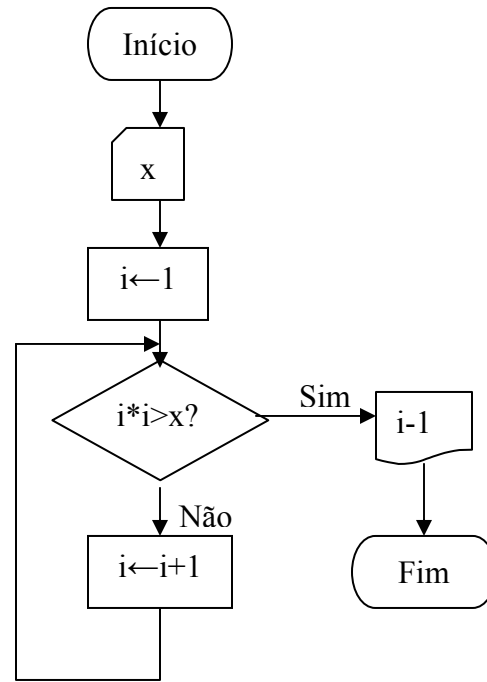 Início
x
i←1
i*i>x?
Sim
i-1
Não
i←i+1
Fim